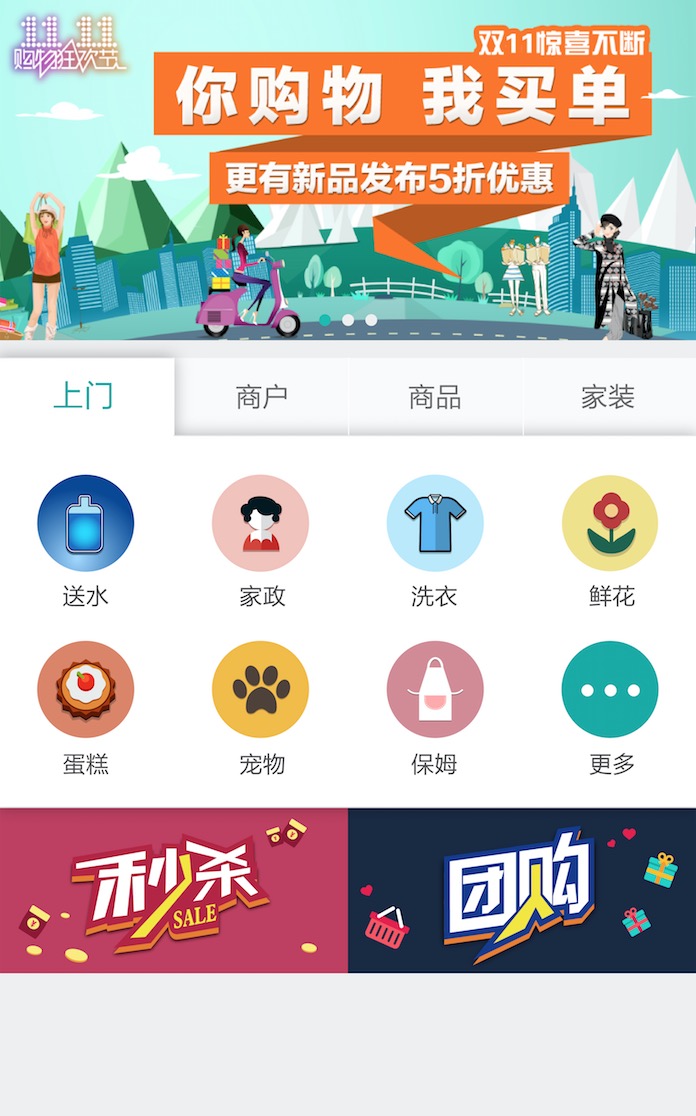 11.11
购物狂欢节
双11惊喜不断
你购物 我买单
更有新品发布5折优惠
上门 商户 商品 家装
送水 家政 洗衣 鲜花
蛋糕 宠物 保姆 更多
秒杀 团购
SALE